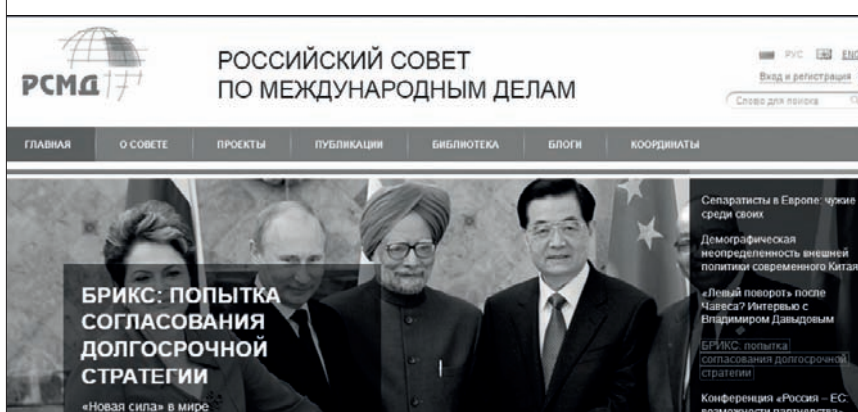 РСМД
РОССИЙСКИЙ СОВЕТ
ПО МЕЖДУНАРОДНЫМ ДЕЛАМ
РУС ENG
Вход и регистрация
Слово для поиска
ГЛАВНАЯ О СОВЕТЕ ПРОЕКТЫ ПУБЛИКАЦИИ БИБЛИОТЕКА БЛОГИ КООРДИНАТЫ
БРИКС: ПОПЫТКА
СОГЛАСОВАНИЯ
ДОЛГОСРОЧНОЙ
СТРАТЕГИИ
«Новая сила» в мире
Сепаратисты в Европе: чужие
среди своих
Демографическая
неопределенность внешней
политики современного Китая
«Левый поворот» после
Чавеса? Интервью с
Владимиром Давыдовым
БРИКС: попытка
согласования долгосрочной
стратегии
Конференция «Россия – ЕС:
возможности партнерства»